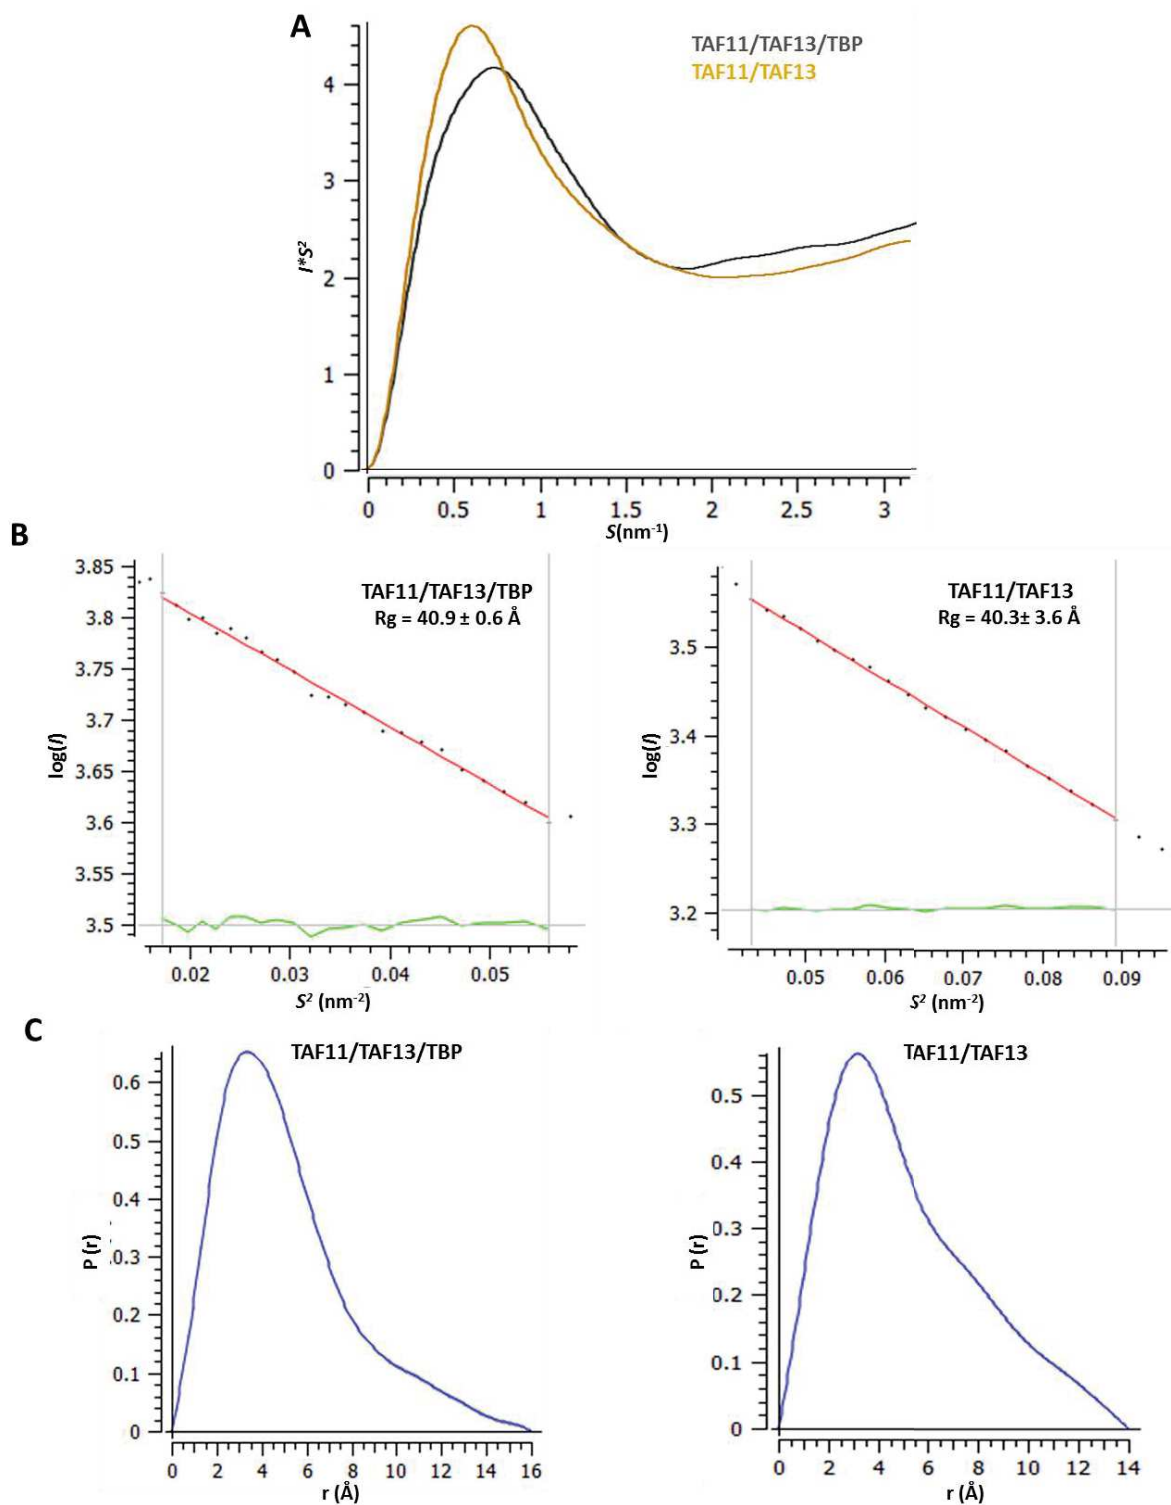 A
TAF11/TAF13/TBP
TAF11/TAF13
4
3
2
1
0
I*S²
0 0.5 1 1.5 2 2.5 3
S(nm⁻¹)
B
TAF11/TAF13/TBP
Rg = 40.9 ± 0.6 Å
3.85
3.8
3.75
3.7
3.65
3.6
3.55
3.5
log(I)
0.02 0.03 0.04 0.05
S² (nm⁻²)
TAF11/TAF13
Rg = 40.3± 3.6 Å
3.5
3.4
3.3
3.2
log(I)
0.05 0.06 0.07 0.08 0.09
S² (nm⁻²)
C
TAF11/TAF13/TBP
0.6
0.5
0.4
0.3
0.2
0.1
0
P (r)
0 2 4 6 8 10 12 14 16
r (Å)
TAF11/TAF13
0.5
0.4
0.3
0.2
0.1
0
P (r)
0 2 4 6 8 10 12 14
r (Å)